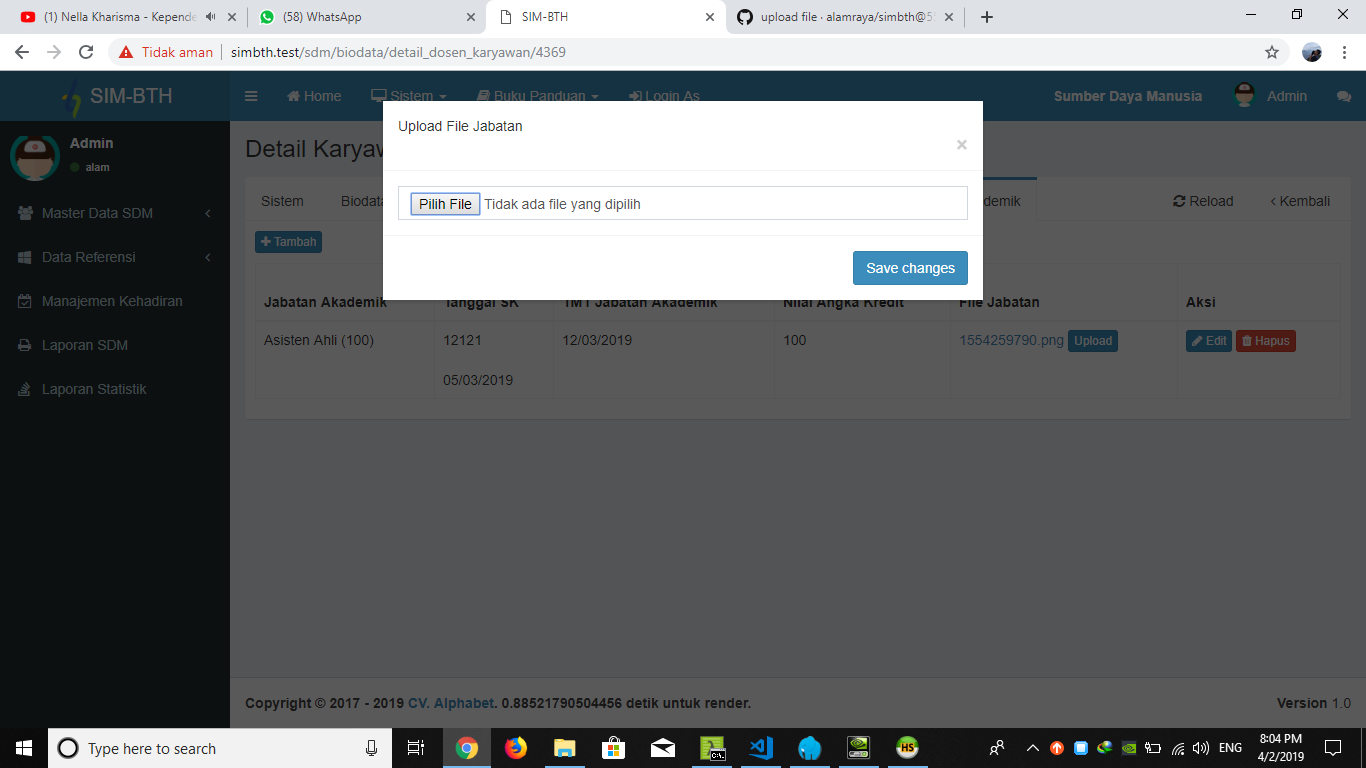 (1) Nella Kharisma - Kepende
(58) WhatsApp
SIM-BTH
upload file · alamraya/simbth@5
Tidak aman
simbth.test/sdm/biodata/detail_dosen_karyawan/4369
SIM-BTH
Home
Sistem
Buku Panduan
Login As
Sumber Daya Manusia
Admin
Admin
alam
Master Data SDM
Data Referensi
Manajemen Kehadiran
Laporan SDM
Laporan Statistik
Upload File Jabatan
×
Pilih File Tidak ada file yang dipilih
Save changes
Detail Karyaw
Sistem
Biodata
demik
Reload
Kembali
Tambah
Jabatan Akademik
Tanggal SK
TMT Jabatan Akademik
Nilai Angka Kredit
File Jabatan
Aksi
Asisten Ahli (100)
12121
12/03/2019
100
1554259790.png
Upload
Edit
Hapus
05/03/2019
Copyright © 2017 - 2019 CV. Alphabet. 0.88521790504456 detik untuk render.
Version 1.0
Type here to search
HS
ENG
8:04 PM
4/2/2019